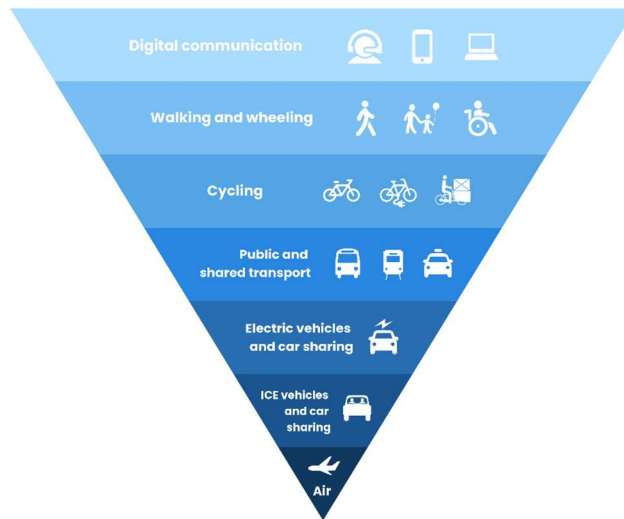 Digital communication
Walking and wheeling
Cycling
Public and
shared transport
Electric vehicles
and car sharing
ICE vehicles
and car
sharing
Air